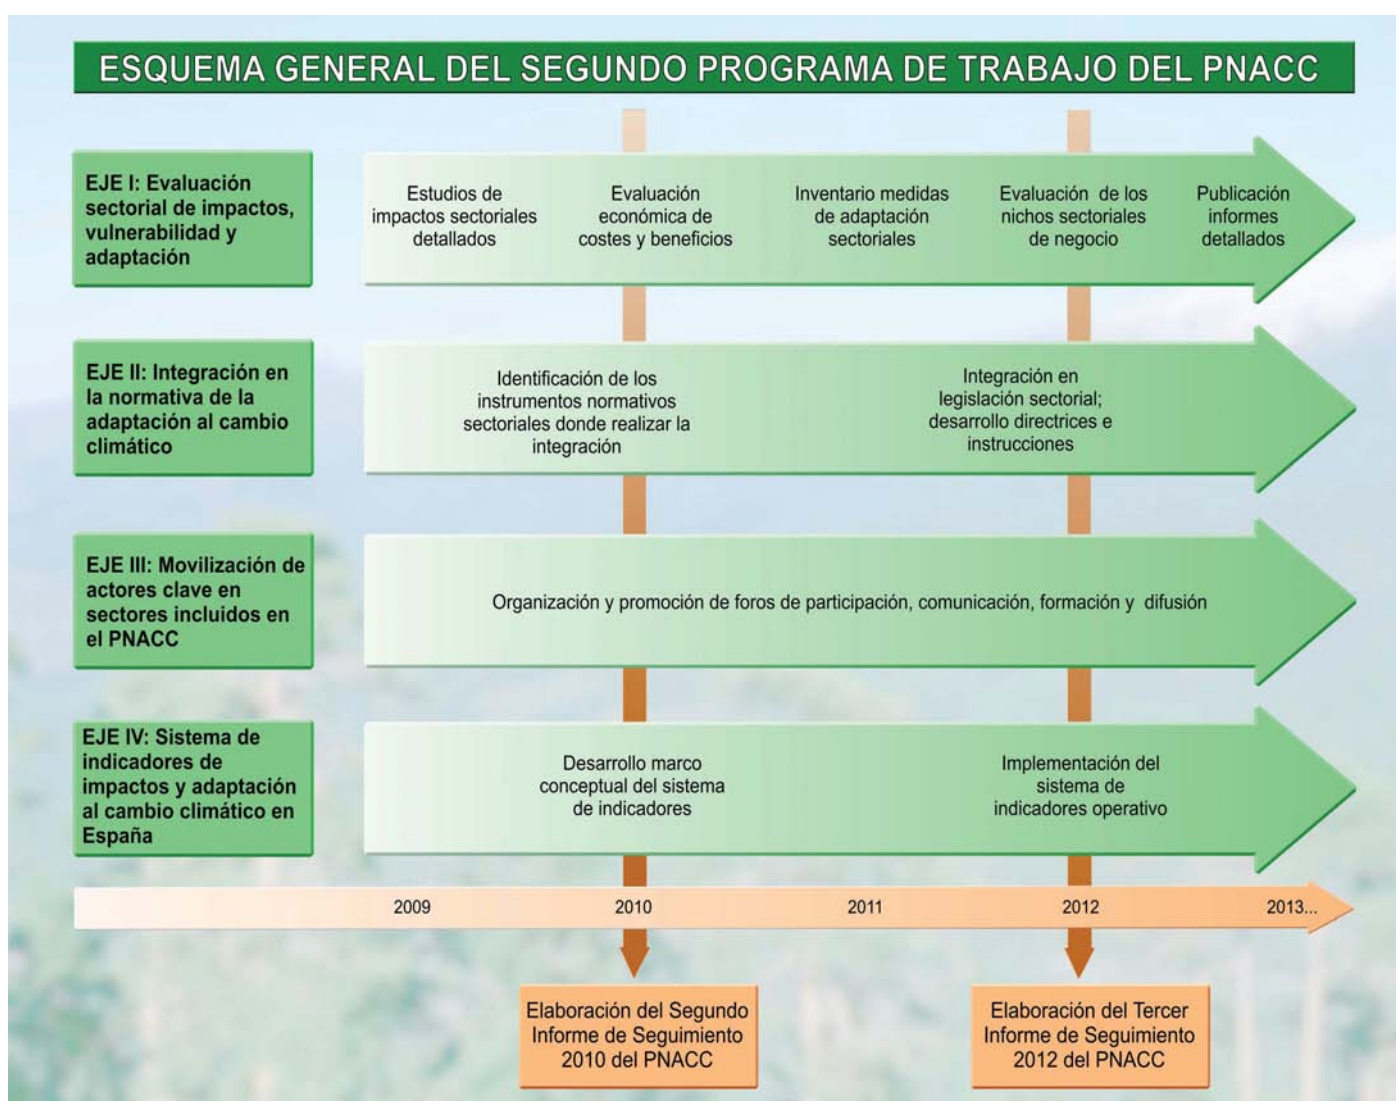 ESQUEMA GENERAL DEL SEGUNDO PROGRAMA DE TRABAJO DEL PNACC
EJE I: Evaluación
sectorial de impactos,
vulnerabilidad y
adaptación
Estudios de
impactos sectoriales
detallados
Evaluación
económica de
costes y beneficios
Inventario medidas
de adaptación
sectoriales
Evaluación de los
nichos sectoriales
de negocio
Publicación
informes
detallados
EJE II: Integración en
la normativa de la
adaptación al cambio
climático
Identificación de los
instrumentos normativos
sectoriales donde realizar la
integración
Integración en
legislación sectorial;
desarrollo directrices e
instrucciones
EJE III: Movilización de
actores clave en
sectores incluidos en
el PNACC
Organización y promoción de foros de participación, comunicación, formación y difusión
EJE IV: Sistema de
indicadores de
impactos y adaptación
al cambio climático en
España
Desarrollo marco
conceptual del sistema
de indicadores
Implementación del
sistema de
indicadores operativo
2009
2010
2011
2012
2013...
Elaboración del Segundo
Informe de Seguimiento
2010 del PNACC
Elaboración del Tercer
Informe de Seguimiento
2012 del PNACC